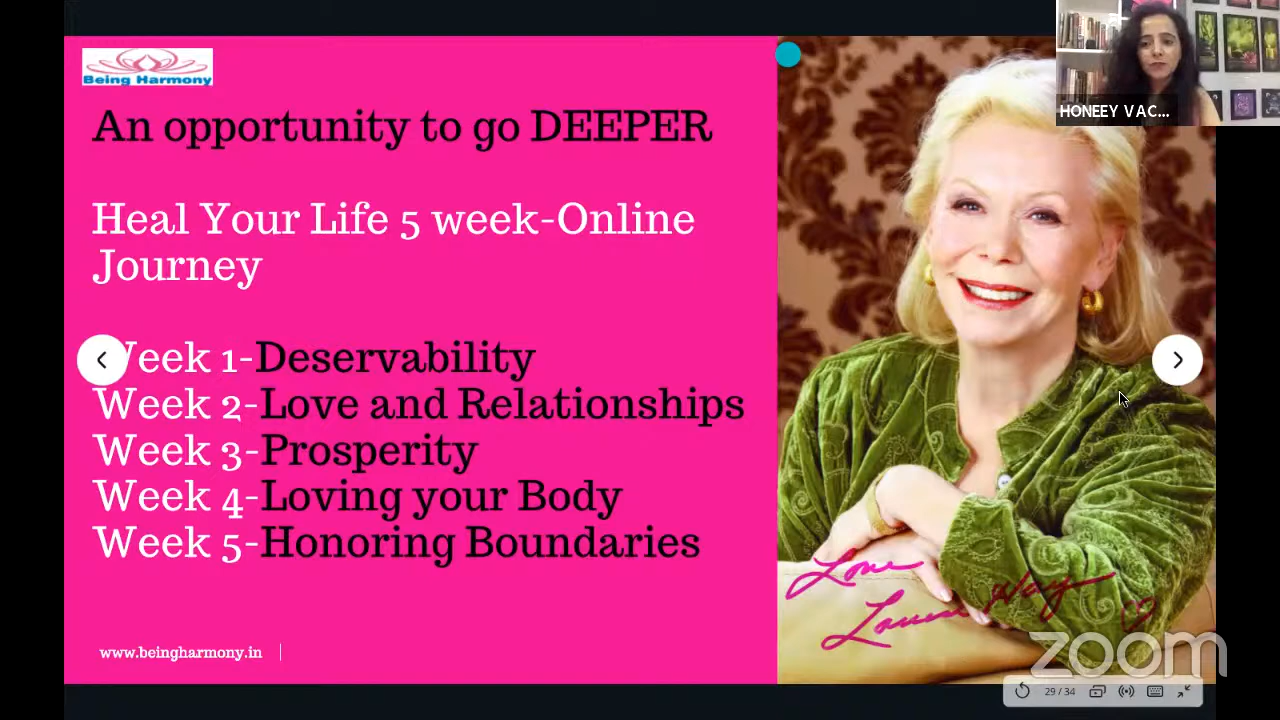 Being Harmony
HONEEY VAC...
An opportunity to go DEEPER
Heal Your Life 5 week-Online
Journey
Week 1-Deservability
Week 2-Love and Relationships
Week 3-Prosperity
Week 4-Loving your Body
Week 5-Honoring Boundaries
Love
Louise Hay
www.beingharmony.in
zoom
29 / 34